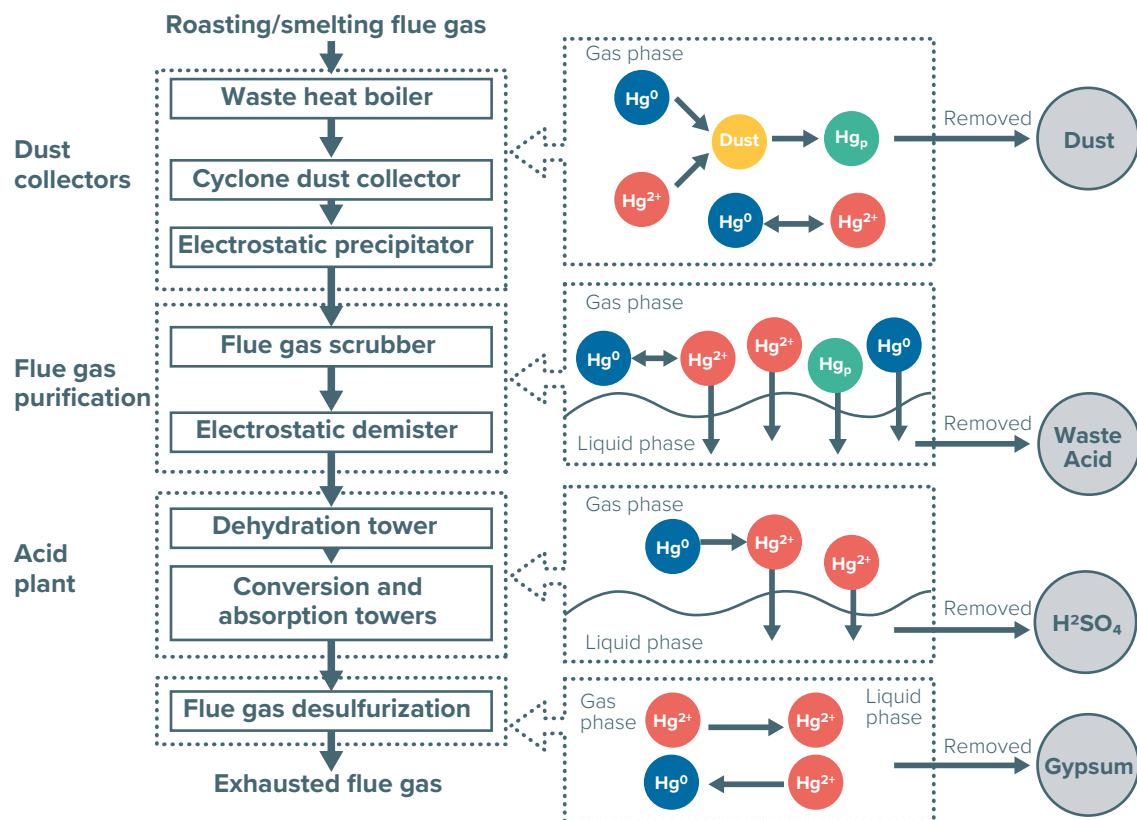 Roasting/smelting flue gas
Dust
collectors
Waste heat boiler
Cyclone dust collector
Electrostatic precipitator
Gas phase
Hg⁰
Hg²⁺
Dust
Hgₚ
Hg⁰
Hg²⁺
Removed
Dust
Flue gas
purification
Flue gas scrubber
Electrostatic demister
Gas phase
Hg⁰
Hg²⁺
Hg²⁺
Hgₚ
Hg⁰
Liquid phase
Removed
Waste
Acid
Acid
plant
Dehydration tower
Conversion and
absorption towers
Gas phase
Hg⁰
Hg²⁺
Hg²⁺
Liquid phase
Removed
H²SO₄
Flue gas desulfurization
Gas
phase
Hg²⁺
Hg²⁺
Liquid
phase
Hg⁰
Hg²⁺
Removed
Gypsum
Exhausted flue gas